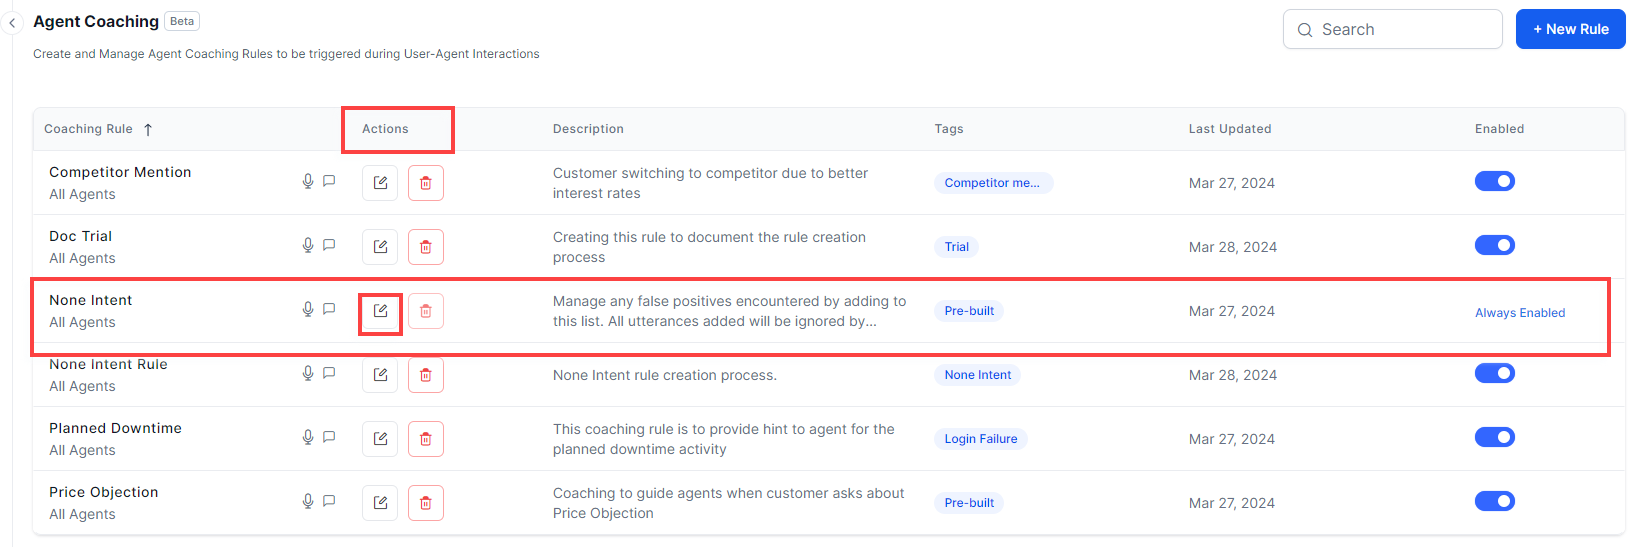 Agent Coaching Beta
Search
+ New Rule
Create and Manage Agent Coaching Rules to be triggered during User-Agent Interactions
Coaching Rule ↑ Actions Description Tags Last Updated Enabled
Competitor Mention
All Agents
Customer switching to competitor due to better
interest rates
Competitor me...
Mar 27, 2024
Doc Trial
All Agents
Creating this rule to document the rule creation
process
Trial
Mar 28, 2024
None Intent
All Agents
Manage any false positives encountered by adding to
this list. All utterances added will be ignored by...
Pre-built
Mar 27, 2024
Always Enabled
None Intent Rule
All Agents
None Intent rule creation process.
None Intent
Mar 28, 2024
Planned Downtime
All Agents
This coaching rule is to provide hint to agent for the
planned downtime activity
Login Failure
Mar 27, 2024
Price Objection
All Agents
Coaching to guide agents when customer asks about
Price Objection
Pre-built
Mar 27, 2024